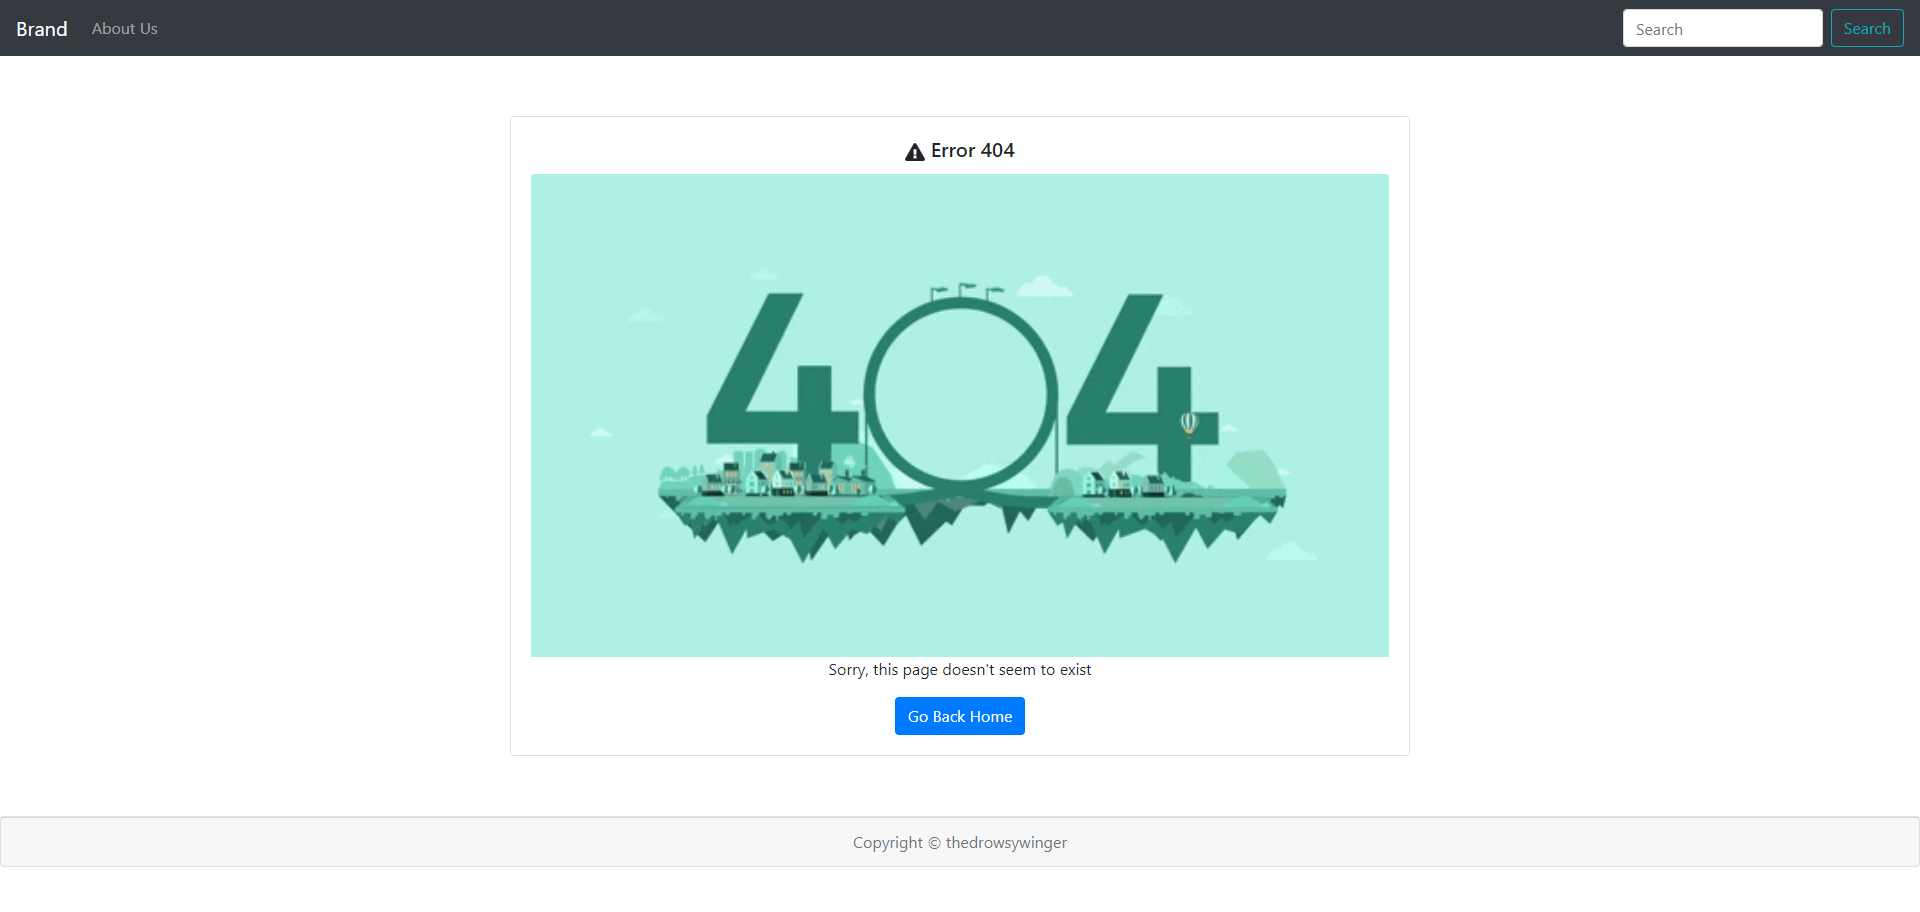 Brand About Us Search Search
Error 404
404
Sorry, this page doesn't seem to exist
Go Back Home
Copyright © thedrowsywinger